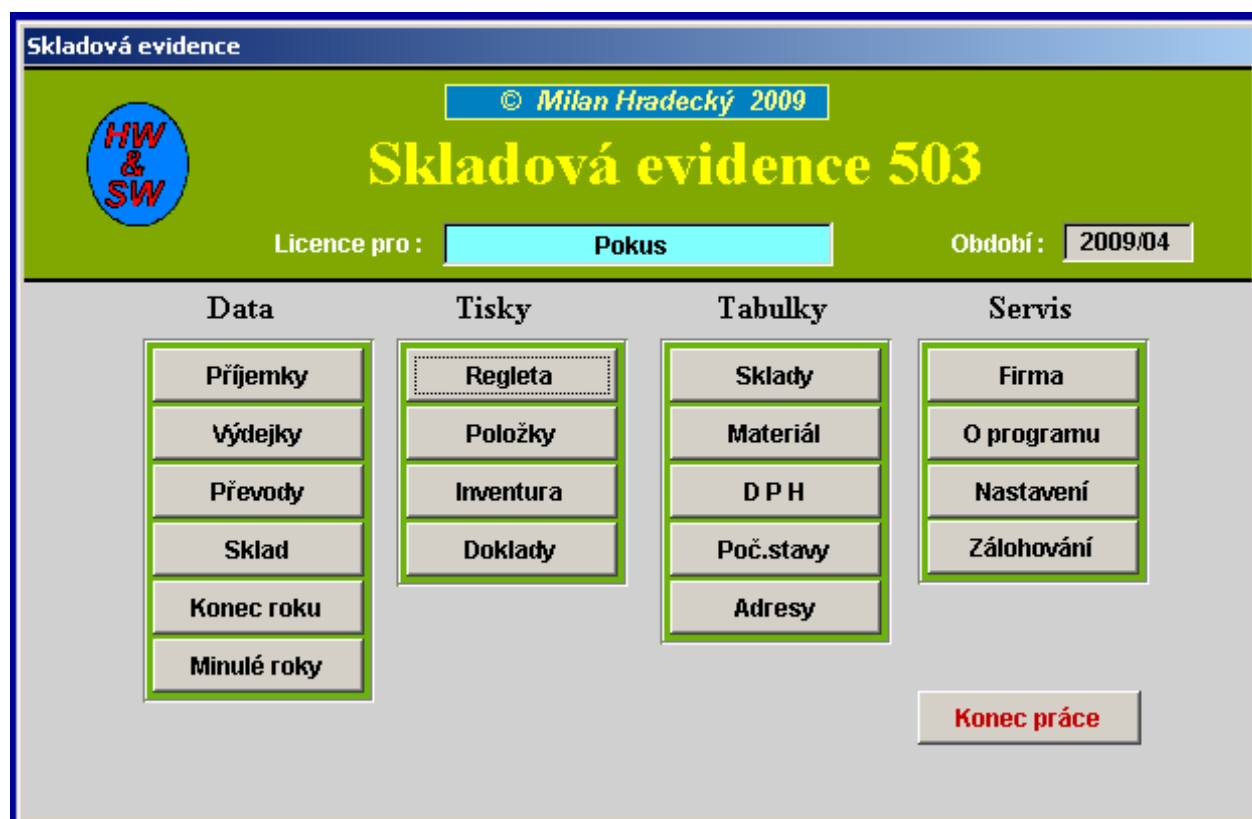 Skladová evidence
© Milan Hradecký 2009
HW
&
SW
Skladová evidence 503
Licence pro : Pokus Období : 2009/04
Data Tisky Tabulky Servis
Příjemky Regleta Sklady Firma
Výdejky Položky Materiál O programu
Převody Inventura D P H Nastavení
Sklad Doklady Poč.stavy Zálohování
Konec roku Adresy
Minulé roky
Konec práce